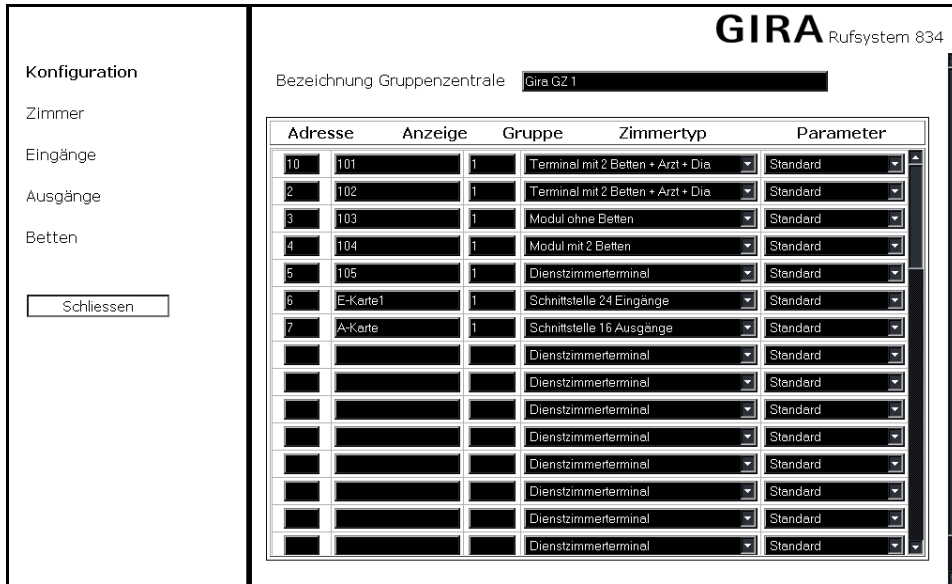 GIRA Rufsystem 834
Konfiguration
Zimmer
Eingänge
Ausgänge
Betten
Schliessen
Bezeichnung Gruppenzentrale Gira GZ 1
Adresse Anzeige Gruppe Zimmertyp Parameter
10 101 1 Terminal mit 2 Betten + Arzt + Dia Standard
2 102 1 Terminal mit 2 Betten + Arzt + Dia Standard
3 103 1 Modul ohne Betten Standard
4 104 1 Modul mit 2 Betten Standard
5 105 1 Dienstzimmerterminal Standard
6 E-Karte1 1 Schnittstelle 24 Eingänge Standard
7 A-Karte 1 Schnittstelle 16 Ausgänge Standard
Dienstzimmerterminal Standard
Dienstzimmerterminal Standard
Dienstzimmerterminal Standard
Dienstzimmerterminal Standard
Dienstzimmerterminal Standard
Dienstzimmerterminal Standard
Dienstzimmerterminal Standard
Dienstzimmerterminal Standard